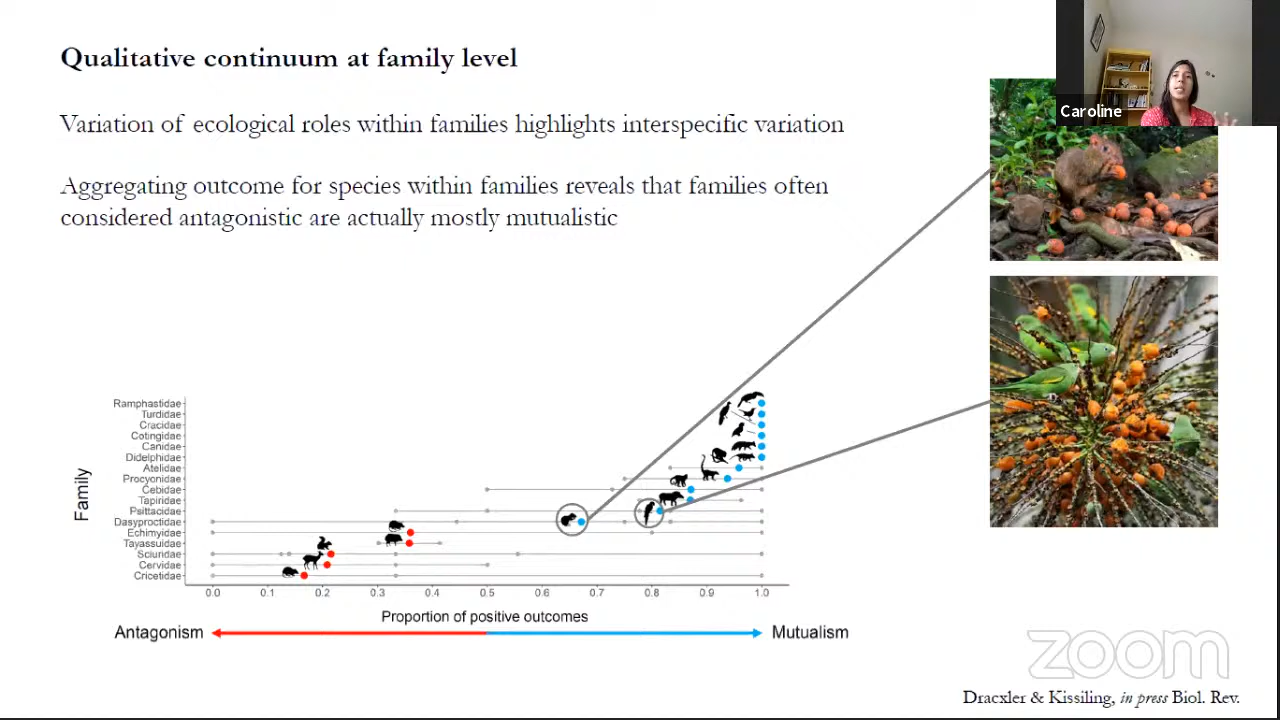 Qualitative continuum at family level
Caroline
Variation of ecological roles within families highlights interspecific variation
Aggregating outcome for species within families reveals that families often
considered antagonistic are actually mostly mutualistic
Family
Ramphastidae
Turdidae
Cracidae
Cotingidae
Canidae
Didelphidae
Atelidae
Procyonidae
Cebidae
Tapiridae
Psittacidae
Dasyproctidae
Echimyidae
Tayassuidae
Sciuridae
Cervidae
Cricetidae
0.0 0.1 0.2 0.3 0.4 0.5 0.6 0.7 0.8 0.9 1.0
Proportion of positive outcomes
Antagonism Mutualism
zoom
Dracxler & Kissiling, in press Biol. Rev.